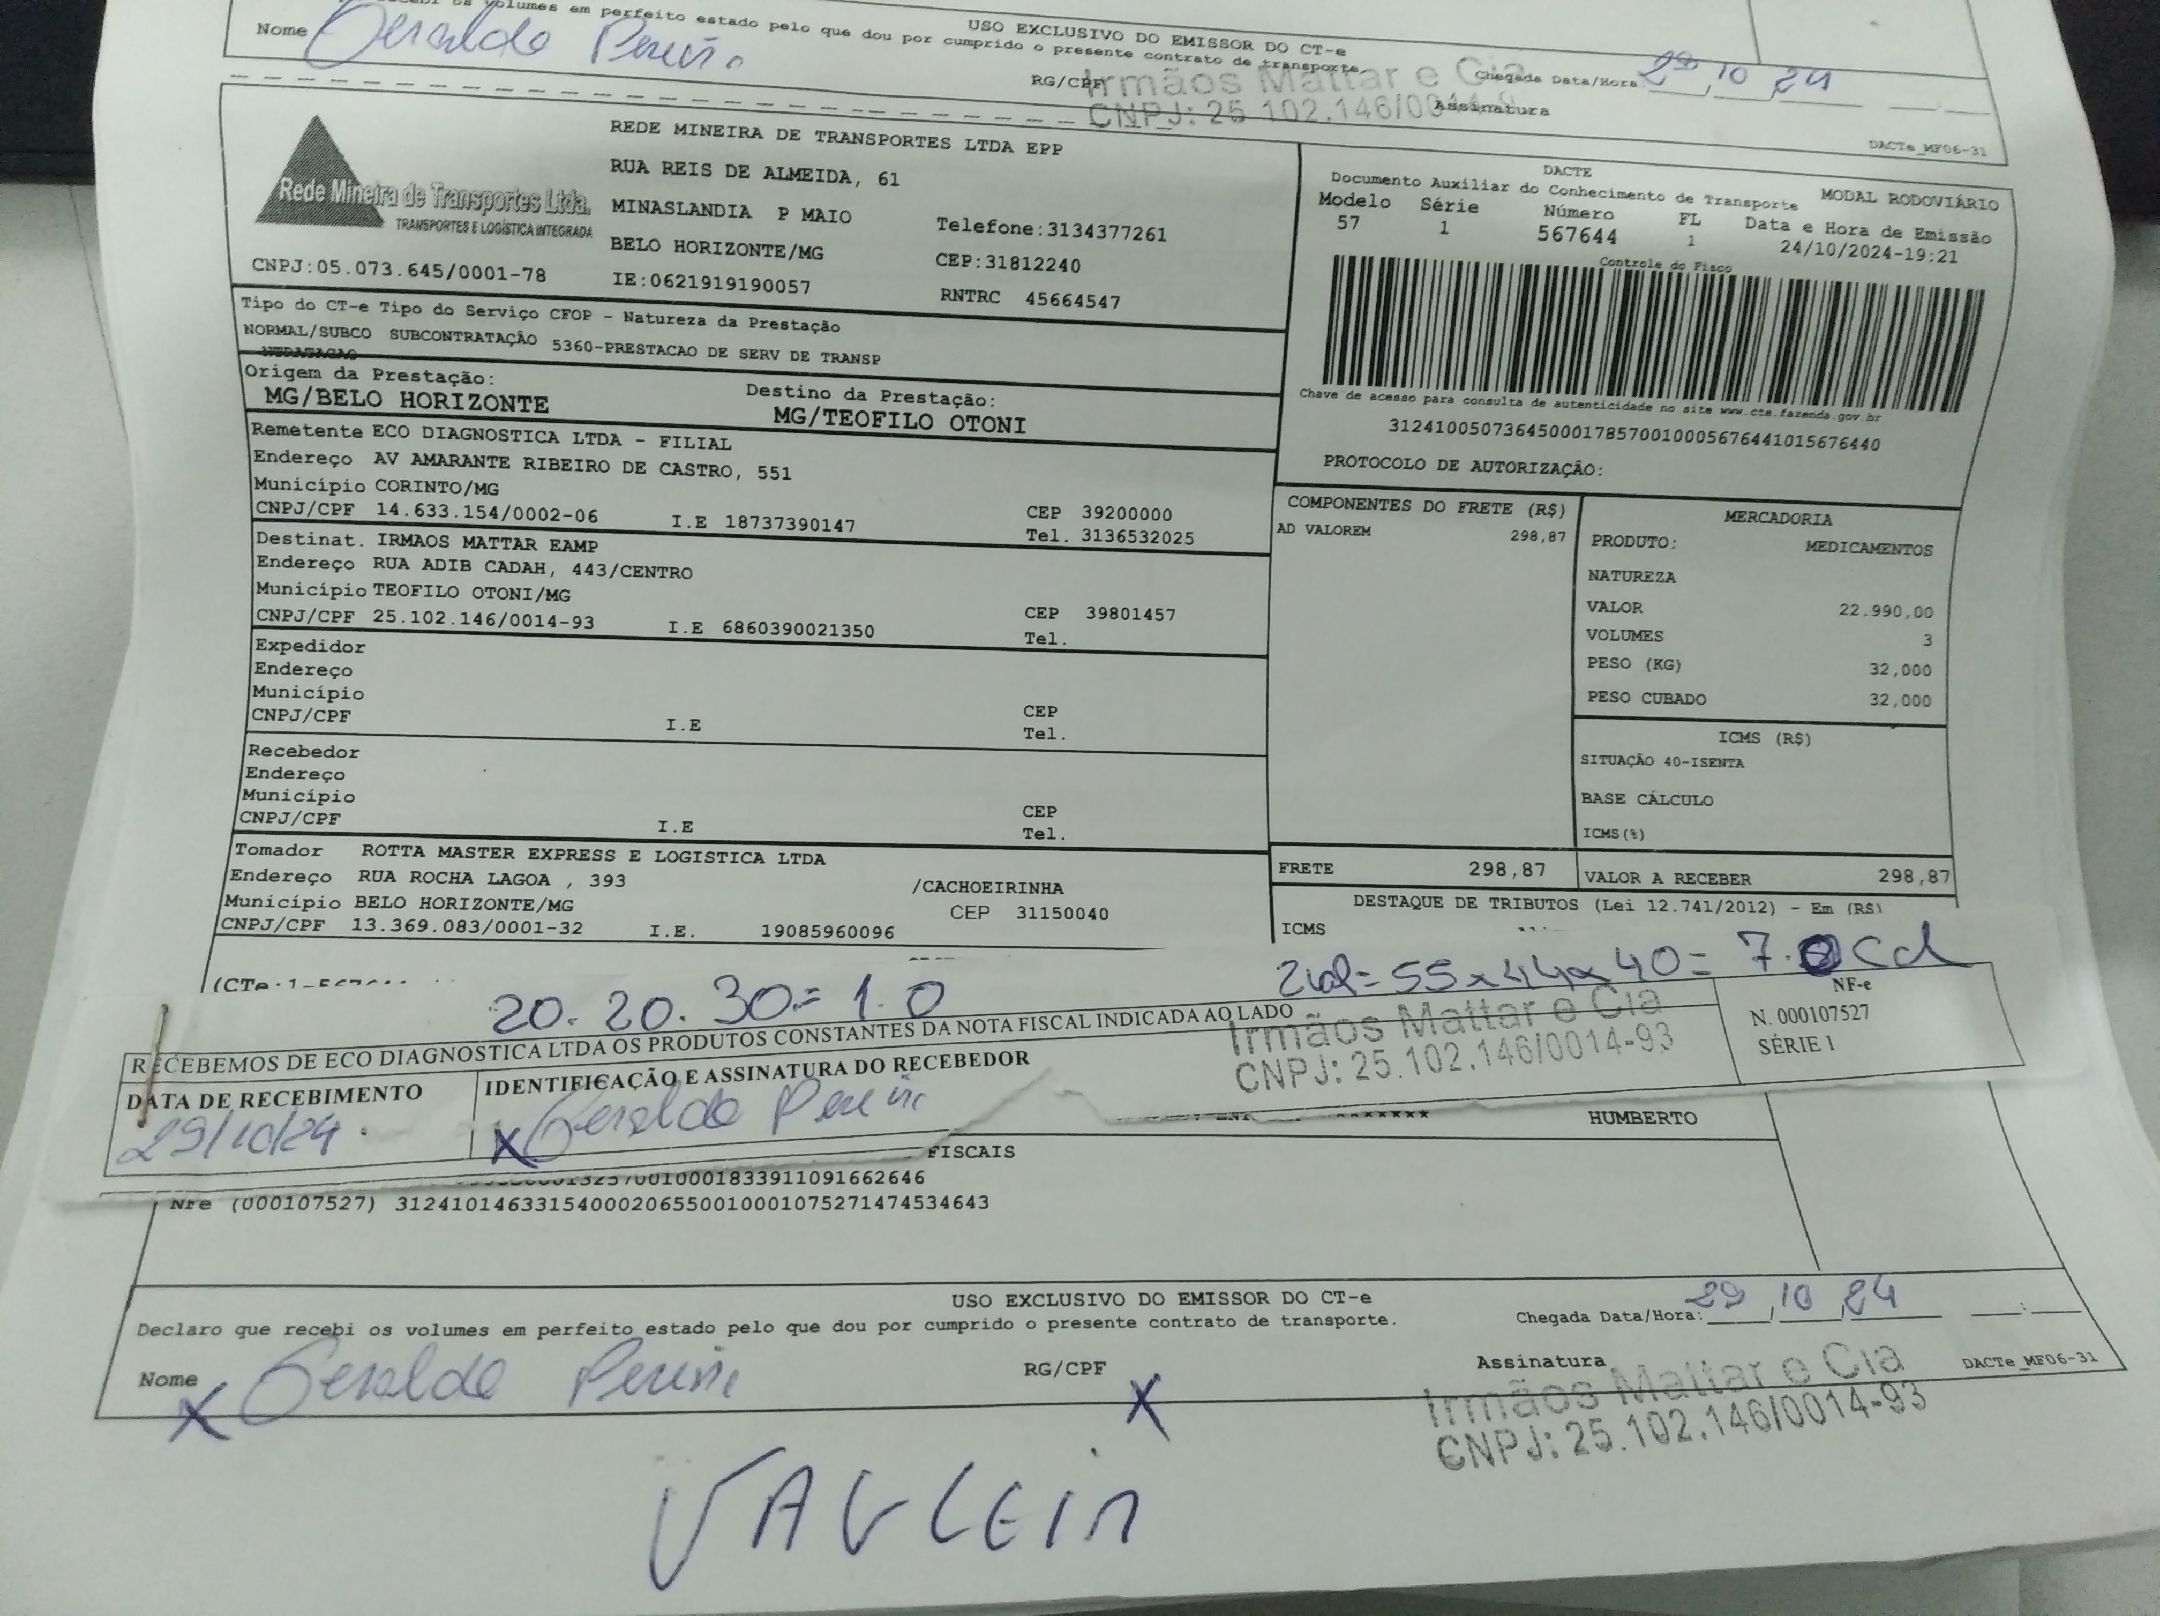 volumes em perfeito estado pelo que dou por cumprido o presente contrato de transporte.
USO EXCLUSIVO DO EMISSOR DO CT-e
Nome Geraldo
RG/CPF
Chegada Data/Hora: 29, 10, 24
Irmãos Mattar e Cia
CNPJ: 25.102.146/0014-9
Assinatura
DACTe_MF06-31
Rede Mineira de Transportes Ltda.
TRANSPORTES E LOGÍSTICA INTEGRADA
CNPJ:05.073.645/0001-78
REDE MINEIRA DE TRANSPORTES LTDA EPP
RUA REIS DE ALMEIDA, 61
MINASLANDIA P MAIO Telefone:3134377261
BELO HORIZONTE/MG CEP:31812240
IE:0621919190057 RNTRC 45664547
DACTE
Documento Auxiliar do Conhecimento de Transporte MODAL RODOVIÁRIO
Modelo Série Número FL Data e Hora de Emissão
57 1 567644 1 24/10/2024-19:21
Controle do Fisco
Chave de acesso para consulta de autenticidade no site www.cte.fazenda.gov.br
31241005073645000178570010005676441015676440
PROTOCOLO DE AUTORIZAÇÃO:
Tipo do CT-e Tipo do Serviço CFOP - Natureza da Prestação
NORMAL/SUBCO SUBCONTRATAÇÃO 5360-PRESTACAO DE SERV DE TRANSP
NTRATACAO
Origem da Prestação: Destino da Prestação:
MG/BELO HORIZONTE MG/TEOFILO OTONI
Remetente ECO DIAGNOSTICA LTDA - FILIAL
Endereço AV AMARANTE RIBEIRO DE CASTRO, 551
Município CORINTO/MG CEP 39200000
CNPJ/CPF 14.633.154/0002-06 I.E 18737390147 Tel. 3136532025
Destinat. IRMAOS MATTAR EAMP
Endereço RUA ADIB CADAH, 443/CENTRO
Município TEOFILO OTONI/MG CEP 39801457
CNPJ/CPF 25.102.146/0014-93 I.E 6860390021350 Tel.
Expedidor
Endereço
Município CEP
CNPJ/CPF I.E Tel.
Recebedor
Endereço
Município CEP
CNPJ/CPF I.E Tel.
Tomador ROTTA MASTER EXPRESS E LOGISTICA LTDA
Endereço RUA ROCHA LAGOA , 393 /CACHOEIRINHA
Município BELO HORIZONTE/MG CEP 31150040
CNPJ/CPF 13.369.083/0001-32 I.E. 19085960096
COMPONENTES DO FRETE (R$)
AD VALOREM 298,87
MERCADORIA
PRODUTO: MEDICAMENTOS
NATUREZA
VALOR 22.990,00
VOLUMES 3
PESO (KG) 32,000
PESO CUBADO 32,000
ICMS (R$)
SITUAÇÃO 40-ISENTA
BASE CÁLCULO
ICMS(%)
FRETE 298,87 VALOR A RECEBER 298,87
DESTAQUE DE TRIBUTOS (Lei 12.741/2012) - Em (R$)
ICMS
20. 20. 30 = 1.0
= 55x44x40=
RECEBEMOS DE ECO DIAGNOSTICA LTDA OS PRODUTOS CONSTANTES DA NOTA FISCAL INDICADA AO LADO
DATA DE RECEBIMENTO
29/10/24
IDENTIFICAÇÃO E ASSINATURA DO RECEBEDOR
X Geraldo
Irmãos Mattar e Cia
CNPJ: 25.102.146/0014-93
NF-e
N. 000107527
SÉRIE 1
******* HUMBERTO
FISCAIS
(000107527) 31241014633154000206550010001075271474534643
USO EXCLUSIVO DO EMISSOR DO CT-e
Declaro que recebi os volumes em perfeito estado pelo que dou por cumprido o presente contrato de transporte.
Chegada Data/Hora: 29, 10, 24
Nome X Geraldo
RG/CPF X
Assinatura
DACTe_MF06-31
Irmãos Mattar e Cia
CNPJ: 25.102.146/0014-93